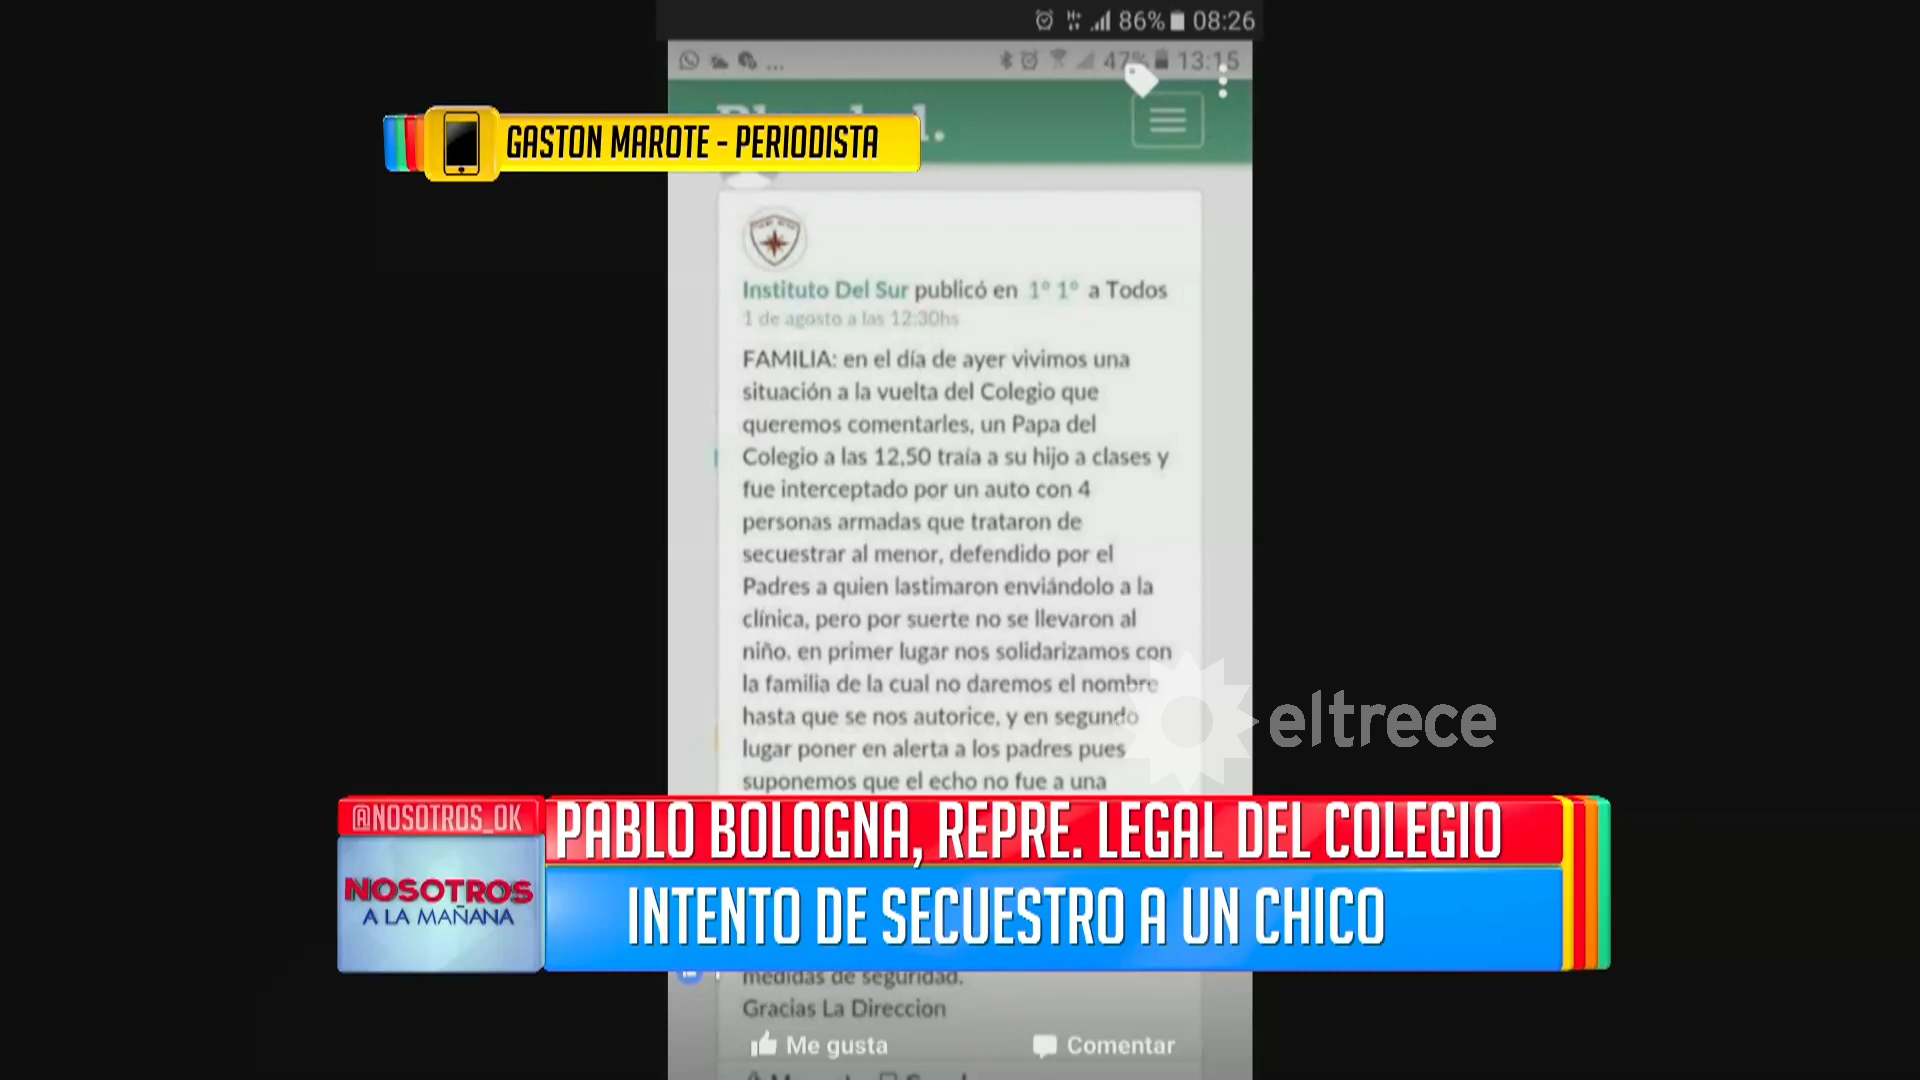 86% 08:26
47% 13:15
GASTON MAROTE - PERIODISTA
Instituto Del Sur publicó en 1º 1º a Todos
1 de agosto a las 12:30hs
FAMILIA: en el día de ayer vivimos una
situación a la vuelta del Colegio que
queremos comentarles, un Papa del
Colegio a las 12,50 traía a su hijo a clases y
fue interceptado por un auto con 4
personas armadas que trataron de
secuestrar al menor, defendido por el
Padres a quien lastimaron enviándolo a la
clínica, pero por suerte no se llevaron al
niño. en primer lugar nos solidarizamos con
la familia de la cual no daremos el nombre
hasta que se nos autorice, y en segundo
lugar poner en alerta a los padres pues
suponemos que el echo no fue a una
eltrece
@NOSOTROS_OK
PABLO BOLOGNA, REPRE. LEGAL DEL COLEGIO
NOSOTROS
A LA MAÑANA
INTENTO DE SECUESTRO A UN CHICO
medidas de seguridad.
Gracias La Direccion
Me gusta Comentar